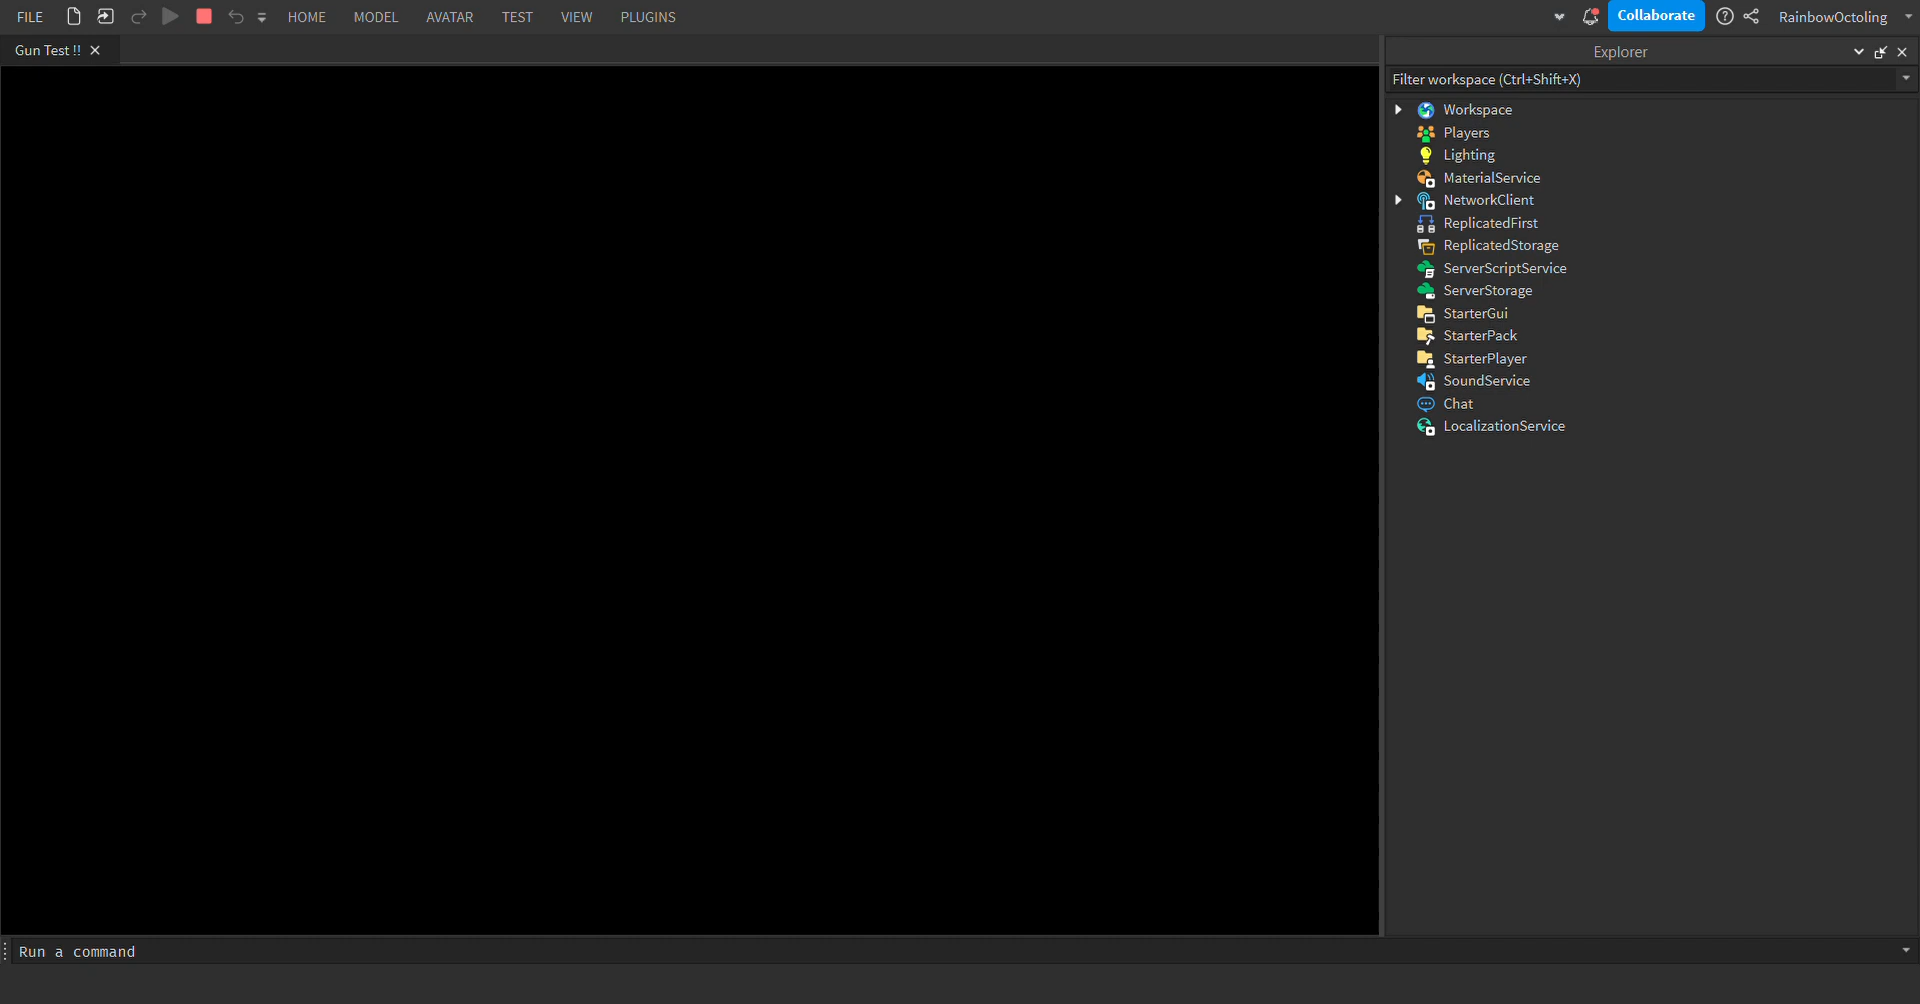 FILE HOME MODEL AVATAR TEST VIEW PLUGINS Collaborate RainbowOctoling
Gun Test !!
Explorer
Filter workspace (Ctrl+Shift+X)
Workspace
Players
Lighting
MaterialService
NetworkClient
ReplicatedFirst
ReplicatedStorage
ServerScriptService
ServerStorage
StarterGui
StarterPack
StarterPlayer
SoundService
Chat
LocalizationService
Run a command